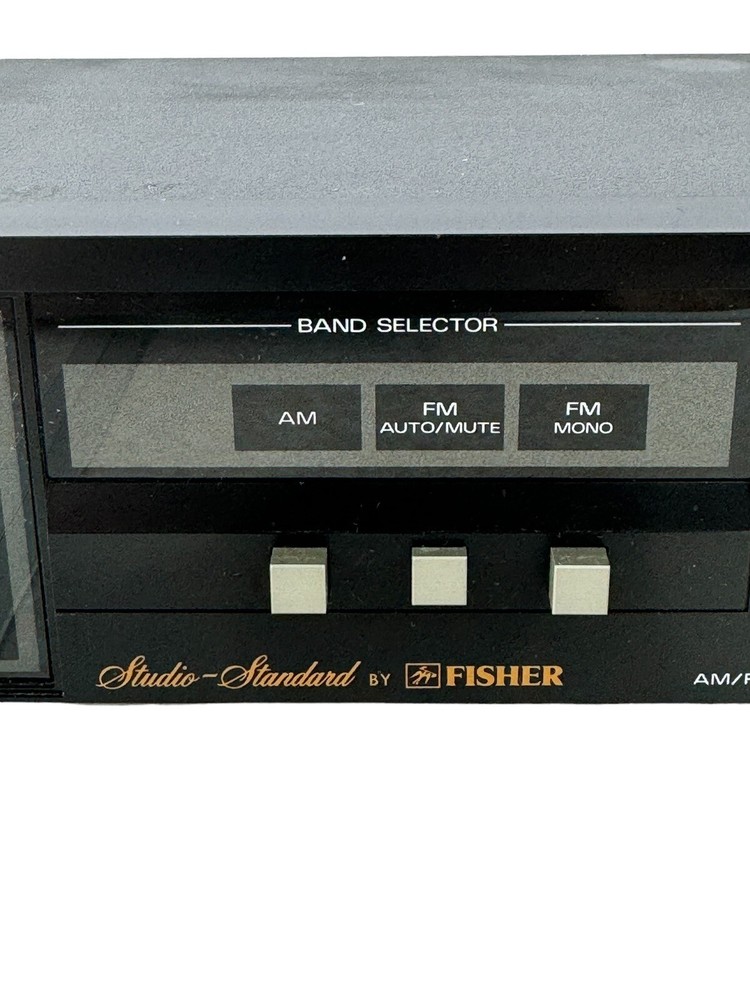 BAND SELECTOR
AM
FM
AUTO/MUTE
FM
MONO
Studio-Standard BY FISHER